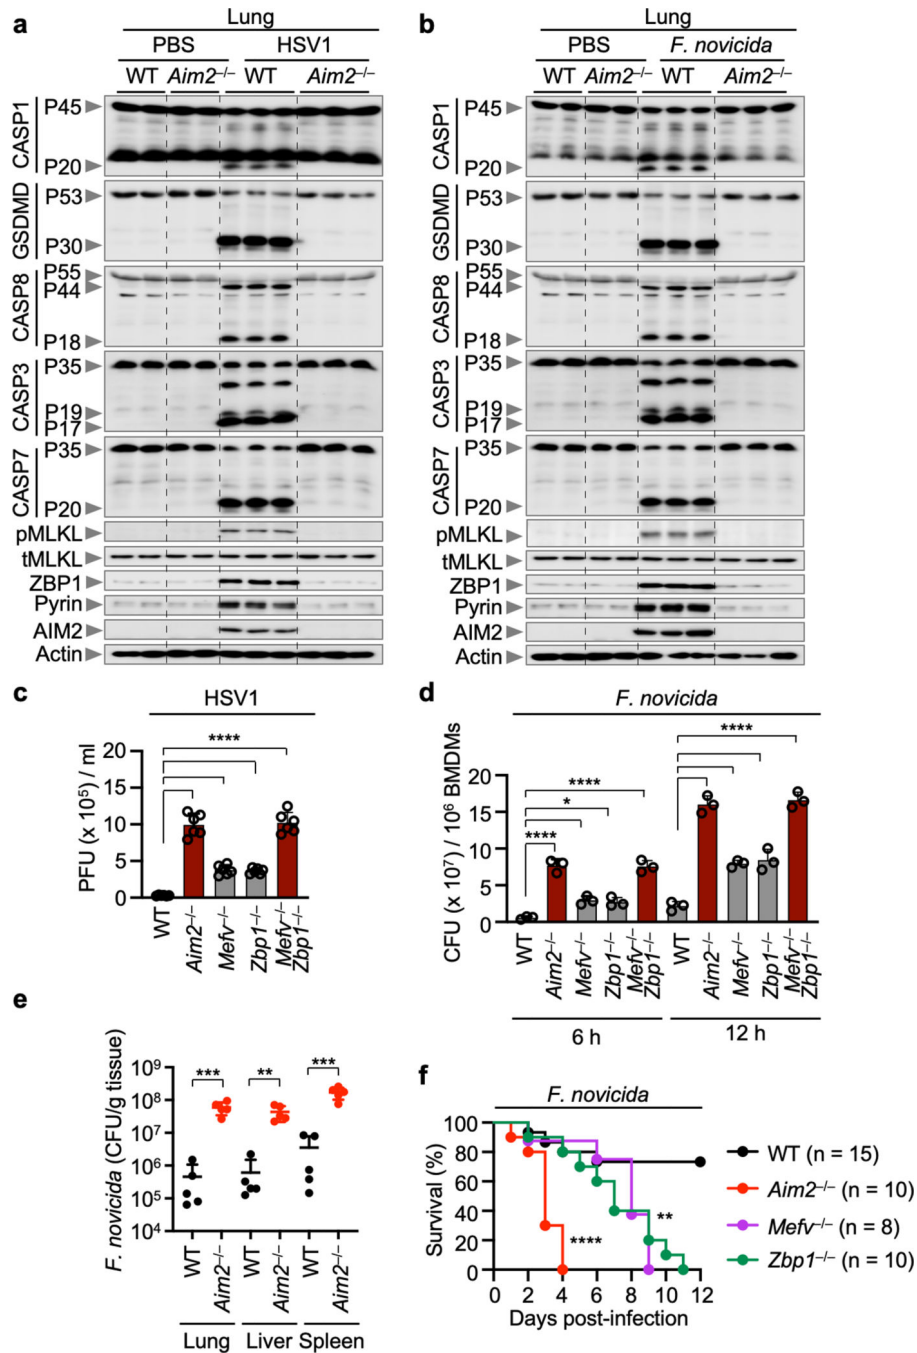 a
Lung
PBS HSV1
WT Aim2–/– WT Aim2–/–
CASP1
P45
P20
GSDMD
P53
P30
CASP8
P55
P44
P18
CASP3
P35
P19
P17
CASP7
P35
P20
pMLKL
tMLKL
ZBP1
Pyrin
AIM2
Actin
b
Lung
PBS F. novicida
WT Aim2–/– WT Aim2–/–
CASP1
P45
P20
GSDMD
P53
P30
CASP8
P55
P44
P18
CASP3
P35
P19
P17
CASP7
P35
P20
pMLKL
tMLKL
ZBP1
Pyrin
AIM2
Actin
c
HSV1
PFU (x 10⁵) / ml
20
15
10
5
0
****
WT
Aim2–/–
Mefv–/–
Zbp1–/–
Mefv–/–
Zbp1–/–
d
F. novicida
CFU (x 10⁷) / 10⁶ BMDMs
20
15
10
5
0
****
*
****
****
WT
Aim2–/–
Mefv–/–
Zbp1–/–
Mefv–/–
Zbp1–/–
WT
Aim2–/–
Mefv–/–
Zbp1–/–
Mefv–/–
Zbp1–/–
6 h 12 h
e
F. novicida (CFU/g tissue)
10⁹
10⁸
10⁷
10⁶
10⁵
10⁴
*** ** ***
WT
Aim2–/–
WT
Aim2–/–
WT
Aim2–/–
Lung Liver Spleen
f
F. novicida
Survival (%)
100
80
60
40
20
0
****
**
0 2 4 6 8 10 12
Days post-infection
WT (n = 15)
Aim2–/– (n = 10)
Mefv–/– (n = 8)
Zbp1–/– (n = 10)